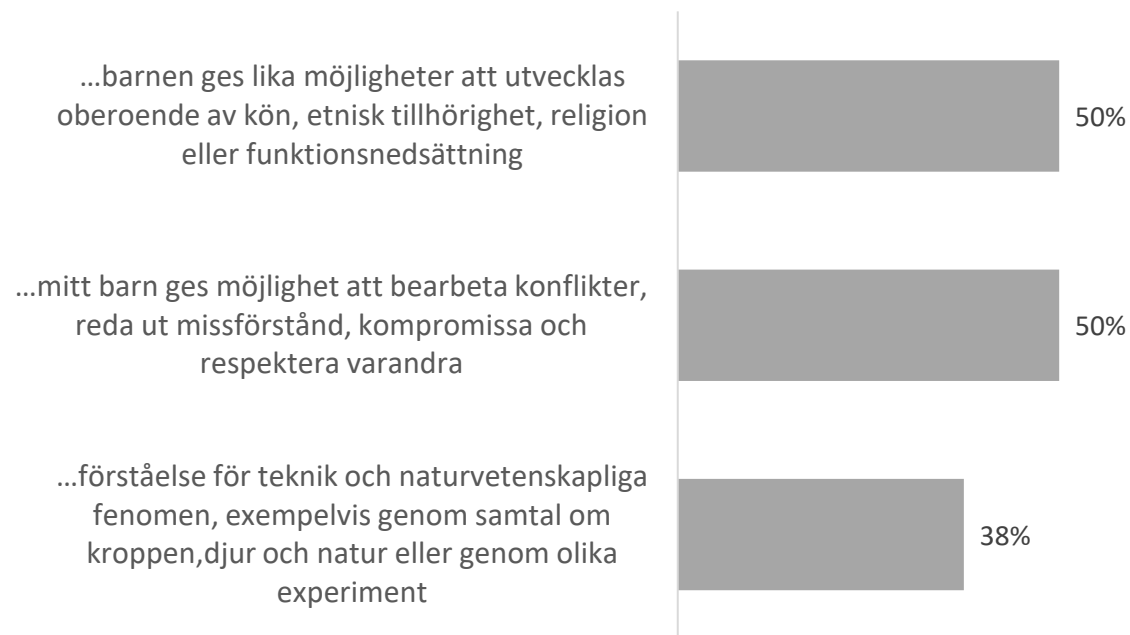 ...barnen ges lika möjligheter att utvecklas
oberoende av kön, etnisk tillhörighet, religion
eller funktionsnedsättning
50%
...mitt barn ges möjlighet att bearbeta konflikter,
reda ut missförstånd, kompromissa och
respektera varandra
50%
...förståelse för teknik och naturvetenskapliga
fenomen, exempelvis genom samtal om
kroppen,djur och natur eller genom olika
experiment
38%